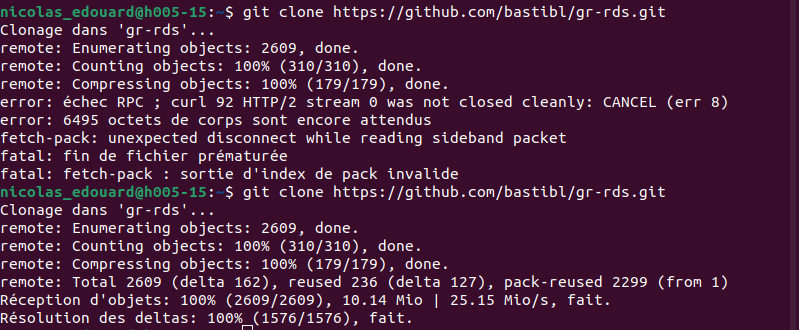 nicolas_edouard@h005-15:~$ git clone https://github.com/bastibl/gr-rds.git
Clonage dans 'gr-rds'...
remote: Enumerating objects: 2609, done.
remote: Counting objects: 100% (310/310), done.
remote: Compressing objects: 100% (179/179), done.
error: échec RPC ; curl 92 HTTP/2 stream 0 was not closed cleanly: CANCEL (err 8)
error: 6495 octets de corps sont encore attendus
fetch-pack: unexpected disconnect while reading sideband packet
fatal: fin de fichier prématurée
fatal: fetch-pack : sortie d'index de pack invalide
nicolas_edouard@h005-15:~$ git clone https://github.com/bastibl/gr-rds.git
Clonage dans 'gr-rds'...
remote: Enumerating objects: 2609, done.
remote: Counting objects: 100% (310/310), done.
remote: Compressing objects: 100% (179/179), done.
remote: Total 2609 (delta 162), reused 236 (delta 127), pack-reused 2299 (from 1)
Réception d'objets: 100% (2609/2609), 10.14 Mio | 25.15 Mio/s, fait.
Résolution des deltas: 100% (1576/1576), fait.